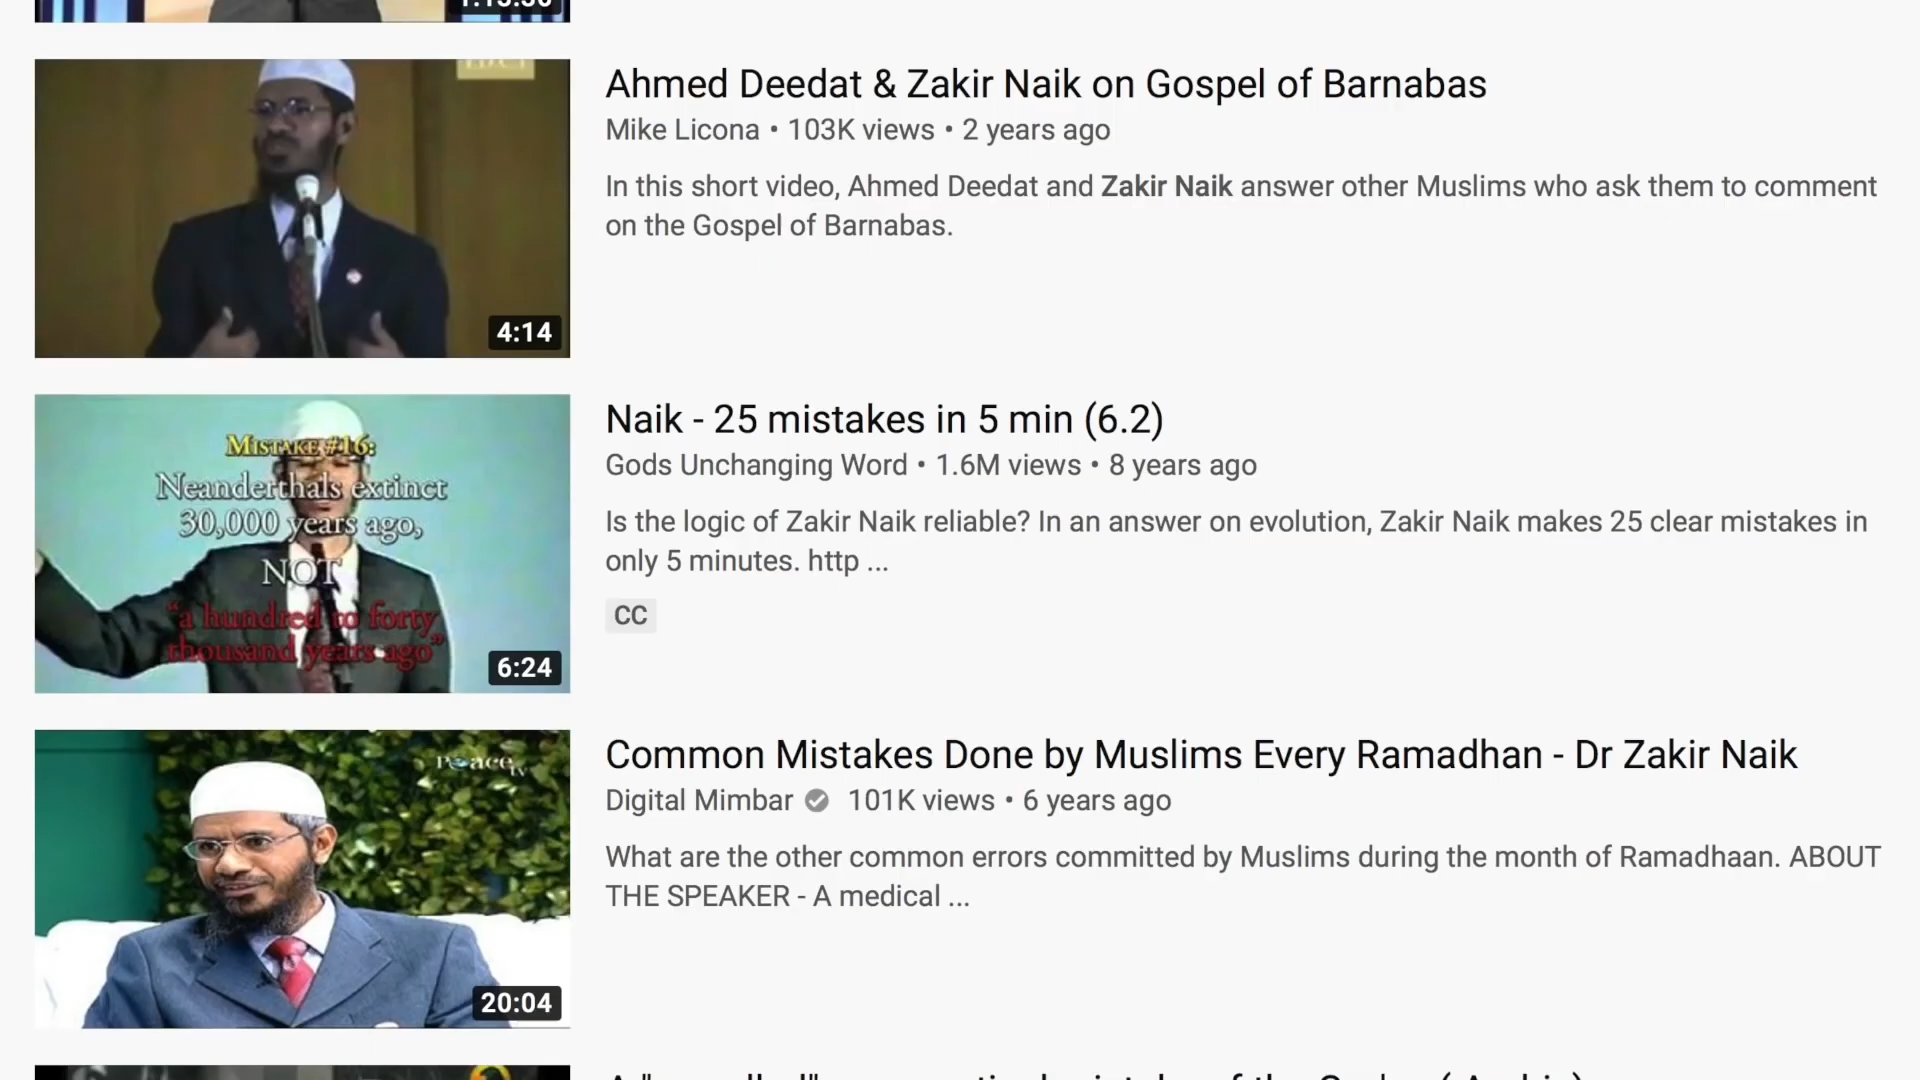 Ahmed Deedat & Zakir Naik on Gospel of Barnabas
Mike Licona • 103K views • 2 years ago
In this short video, Ahmed Deedat and Zakir Naik answer other Muslims who ask them to comment
on the Gospel of Barnabas.
4:14
MISTAKE #16:
Neanderthals extinct
30,000 years ago,
NOT
"a hundred to forty
thousand years ago"
6:24
Naik - 25 mistakes in 5 min (6.2)
Gods Unchanging Word • 1.6M views • 8 years ago
Is the logic of Zakir Naik reliable? In an answer on evolution, Zakir Naik makes 25 clear mistakes in
only 5 minutes. http ...
CC
Peace tv
20:04
Common Mistakes Done by Muslims Every Ramadhan - Dr Zakir Naik
Digital Mimbar 101K views • 6 years ago
What are the other common errors committed by Muslims during the month of Ramadhaan. ABOUT
THE SPEAKER - A medical ...